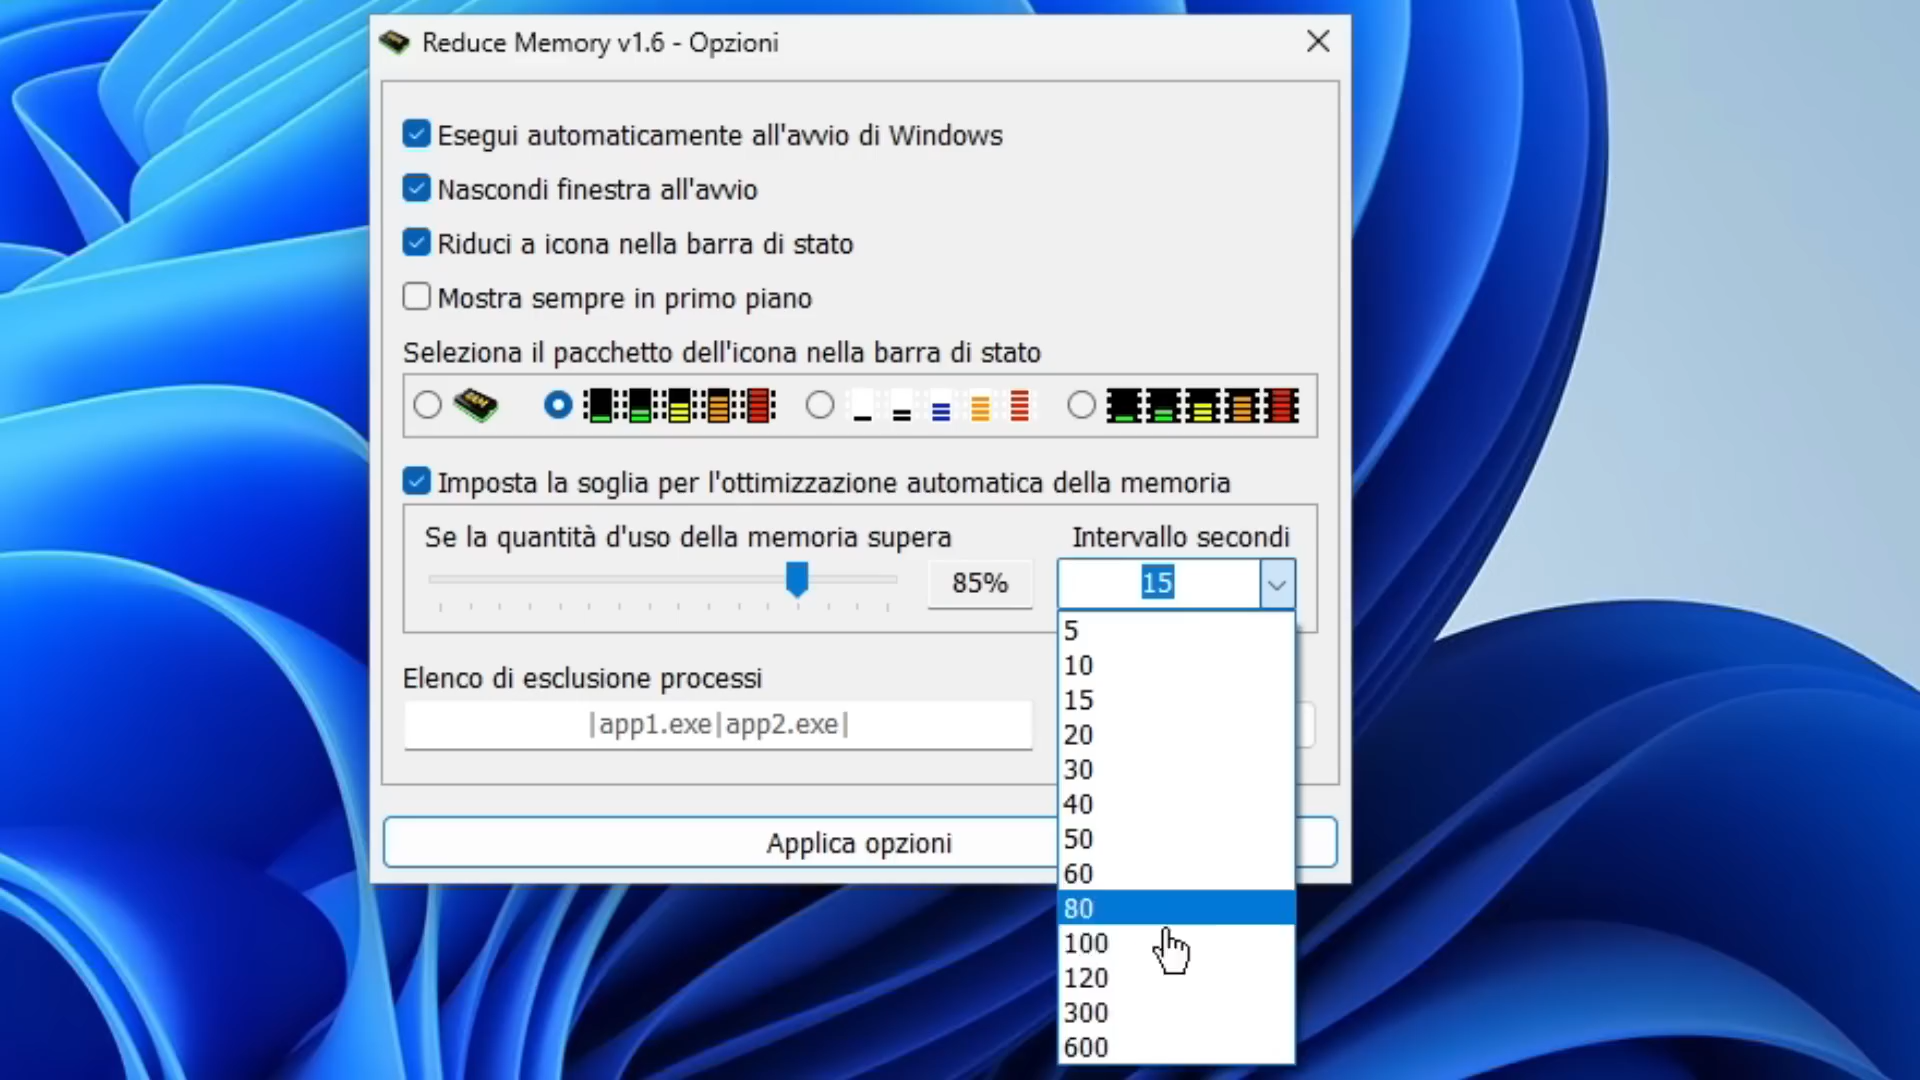 Reduce Memory v1.6 - Opzioni
Esegui automaticamente all'avvio di Windows
Nascondi finestra all'avvio
Riduci a icona nella barra di stato
Mostra sempre in primo piano
Seleziona il pacchetto dell'icona nella barra di stato
Imposta la soglia per l'ottimizzazione automatica della memoria
Se la quantità d'uso della memoria supera
Intervallo secondi
85%
15
5
10
15
20
30
40
50
60
80
100
120
300
600
Elenco di esclusione processi
|app1.exe|app2.exe|
Applica opzioni